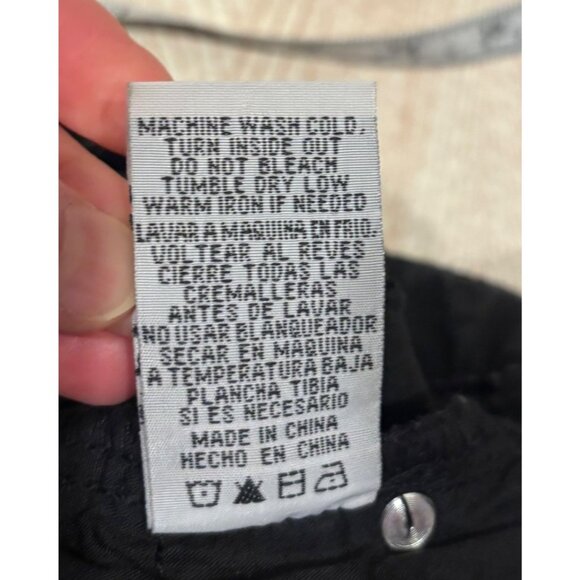 MACHINE WASH COLD.
TURN INSIDE OUT
DO NOT BLEACH
TUMBLE DRY LOW
WARM IRON IF NEEDED
LAVAR A MAQUINA EN FRIO.
VOLTEAR AL REVES
CIERRE TODAS LAS
CREMALLERAS
ANTES DE LAVAR
NO USAR BLANQUEADOR
SECAR EN MAQUINA
A TEMPERATURA BAJA
PLANCHA TIBIA
SI ES NECESARIO
MADE IN CHINA
HECHO EN CHINA